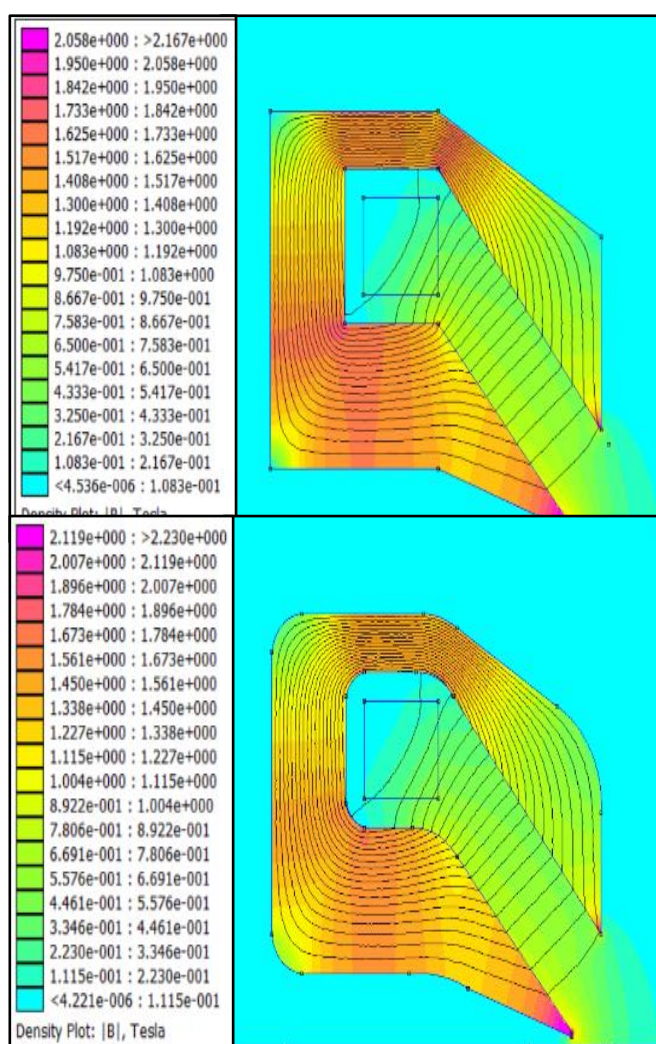 2.058e+000 : >2.167e+000
1.950e+000 : 2.058e+000
1.842e+000 : 1.950e+000
1.733e+000 : 1.842e+000
1.625e+000 : 1.733e+000
1.517e+000 : 1.625e+000
1.408e+000 : 1.517e+000
1.300e+000 : 1.408e+000
1.192e+000 : 1.300e+000
1.083e+000 : 1.192e+000
9.750e-001 : 1.083e+000
8.667e-001 : 9.750e-001
7.583e-001 : 8.667e-001
6.500e-001 : 7.583e-001
5.417e-001 : 6.500e-001
4.333e-001 : 5.417e-001
3.250e-001 : 4.333e-001
2.167e-001 : 3.250e-001
1.083e-001 : 2.167e-001
<4.536e-006 : 1.083e-001
Density Plot: |B|, Tesla
2.119e+000 : >2.230e+000
2.007e+000 : 2.119e+000
1.896e+000 : 2.007e+000
1.784e+000 : 1.896e+000
1.673e+000 : 1.784e+000
1.561e+000 : 1.673e+000
1.450e+000 : 1.561e+000
1.338e+000 : 1.450e+000
1.227e+000 : 1.338e+000
1.115e+000 : 1.227e+000
1.004e+000 : 1.115e+000
8.922e-001 : 1.004e+000
7.806e-001 : 8.922e-001
6.691e-001 : 7.806e-001
5.576e-001 : 6.691e-001
4.461e-001 : 5.576e-001
3.346e-001 : 4.461e-001
2.230e-001 : 3.346e-001
1.115e-001 : 2.230e-001
<4.221e-006 : 1.115e-001
Density Plot: |B|, Tesla